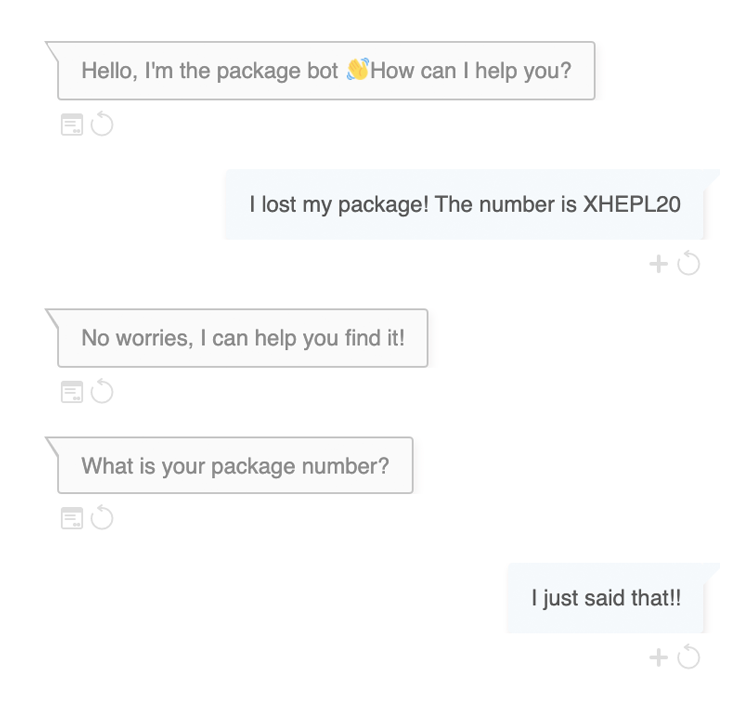 Hello, I'm the package bot 👋How can I help you?
I lost my package! The number is XHEPL20
No worries, I can help you find it!
What is your package number?
I just said that!!